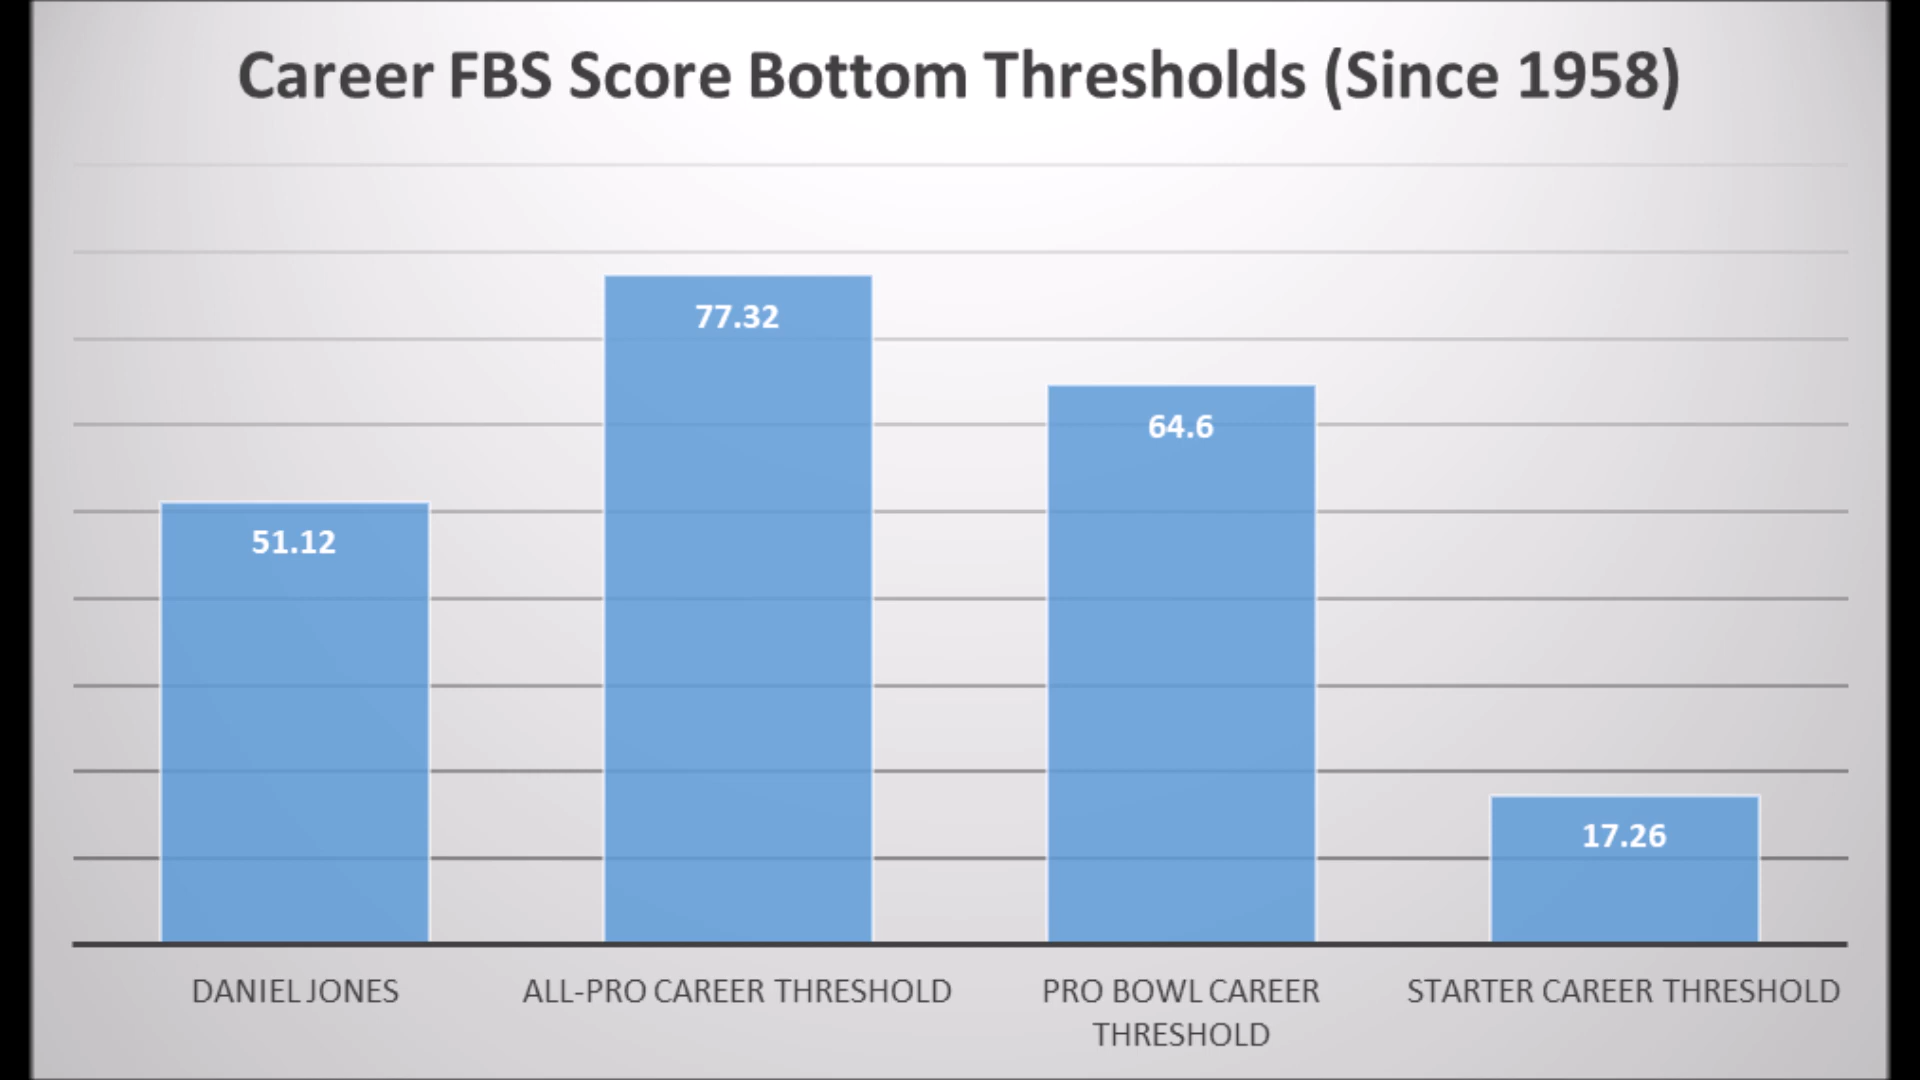 Career FBS Score Bottom Thresholds (Since 1958)
77.32
64.6
51.12
17.26
DANIEL JONES
ALL-PRO CAREER THRESHOLD
PRO BOWL CAREER
THRESHOLD
STARTER CAREER THRESHOLD